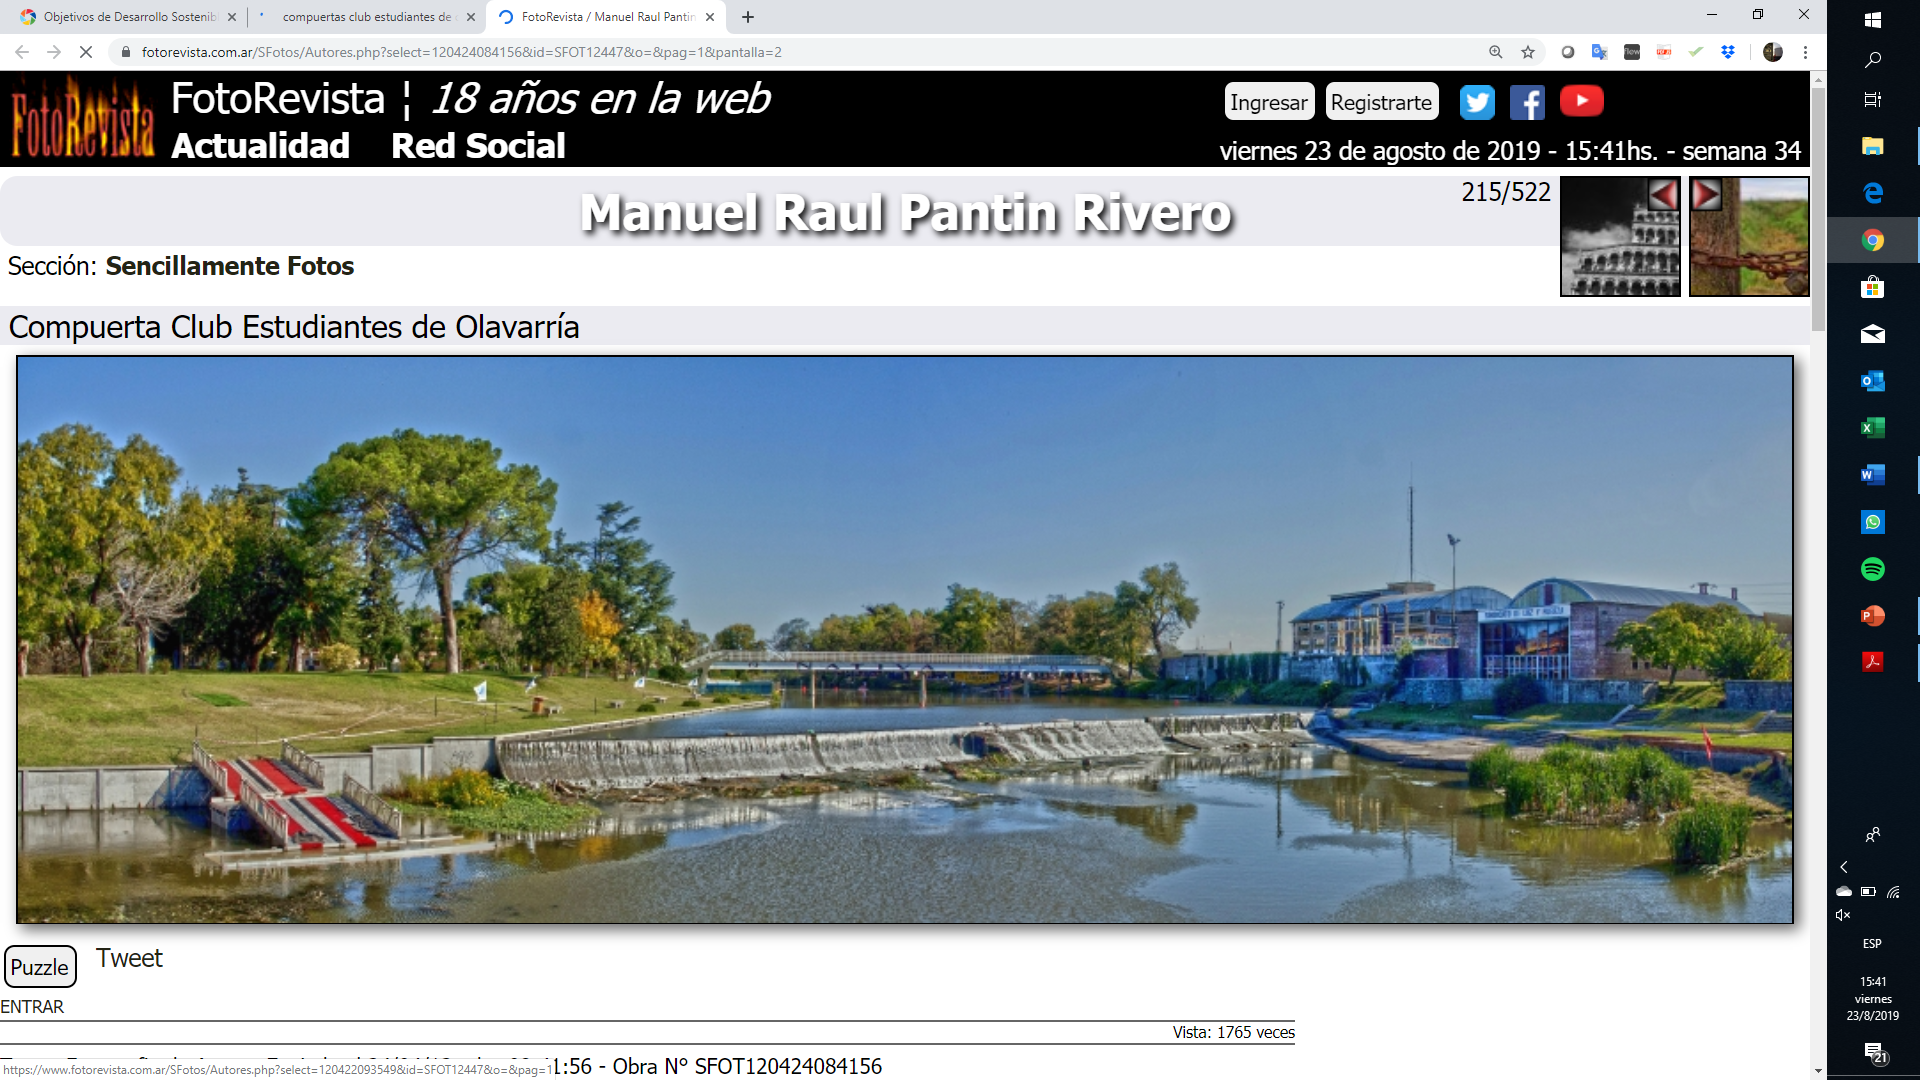 Objetivos de Desarrollo Sostenib
compuertas club estudiantes de o
FotoRevista / Manuel Raul Pantin
fotorevista.com.ar/SFotos/Autores.php?select=120424084156&id=SFOT12447&o=&pag=1&pantalla=2
FotoRevista
FotoRevista ¦ 18 años en la web
Ingresar
Registrarte
Actualidad
Red Social
viernes 23 de agosto de 2019 - 15:41hs. - semana 34
Manuel Raul Pantin Rivero
215/522
Sección: Sencillamente Fotos
Compuerta Club Estudiantes de Olavarría
Puzzle
Tweet
ENTRAR
Vista: 1765 veces
1:56 - Obra N° SFOT120424084156
https://www.fotorevista.com.ar/SFotos/Autores.php?select=120422093549&id=SFOT12447&o=&pag=1
ESP
15:41
viernes
23/8/2019
21